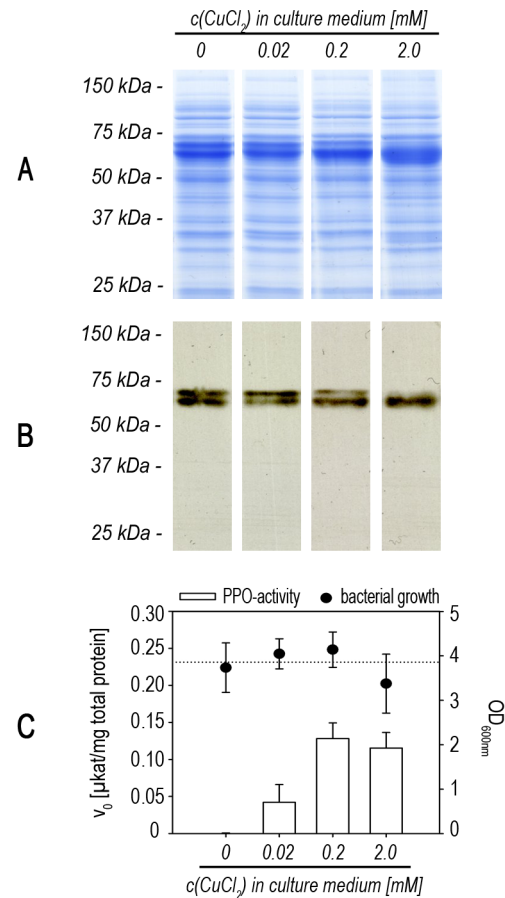 c(CuCl2) in culture medium [mM]
0 0.02 0.2 2.0
A
150 kDa -
75 kDa -
50 kDa -
37 kDa -
25 kDa -
B
150 kDa -
75 kDa -
50 kDa -
37 kDa -
25 kDa -
C
PPO-activity bacterial growth
v0 [µkat/mg total protein]
0.30
0.25
0.20
0.15
0.10
0.05
0
5
4
3
2
1
0
OD600nm
0 0.02 0.2 2.0
c(CuCl2) in culture medium [mM]